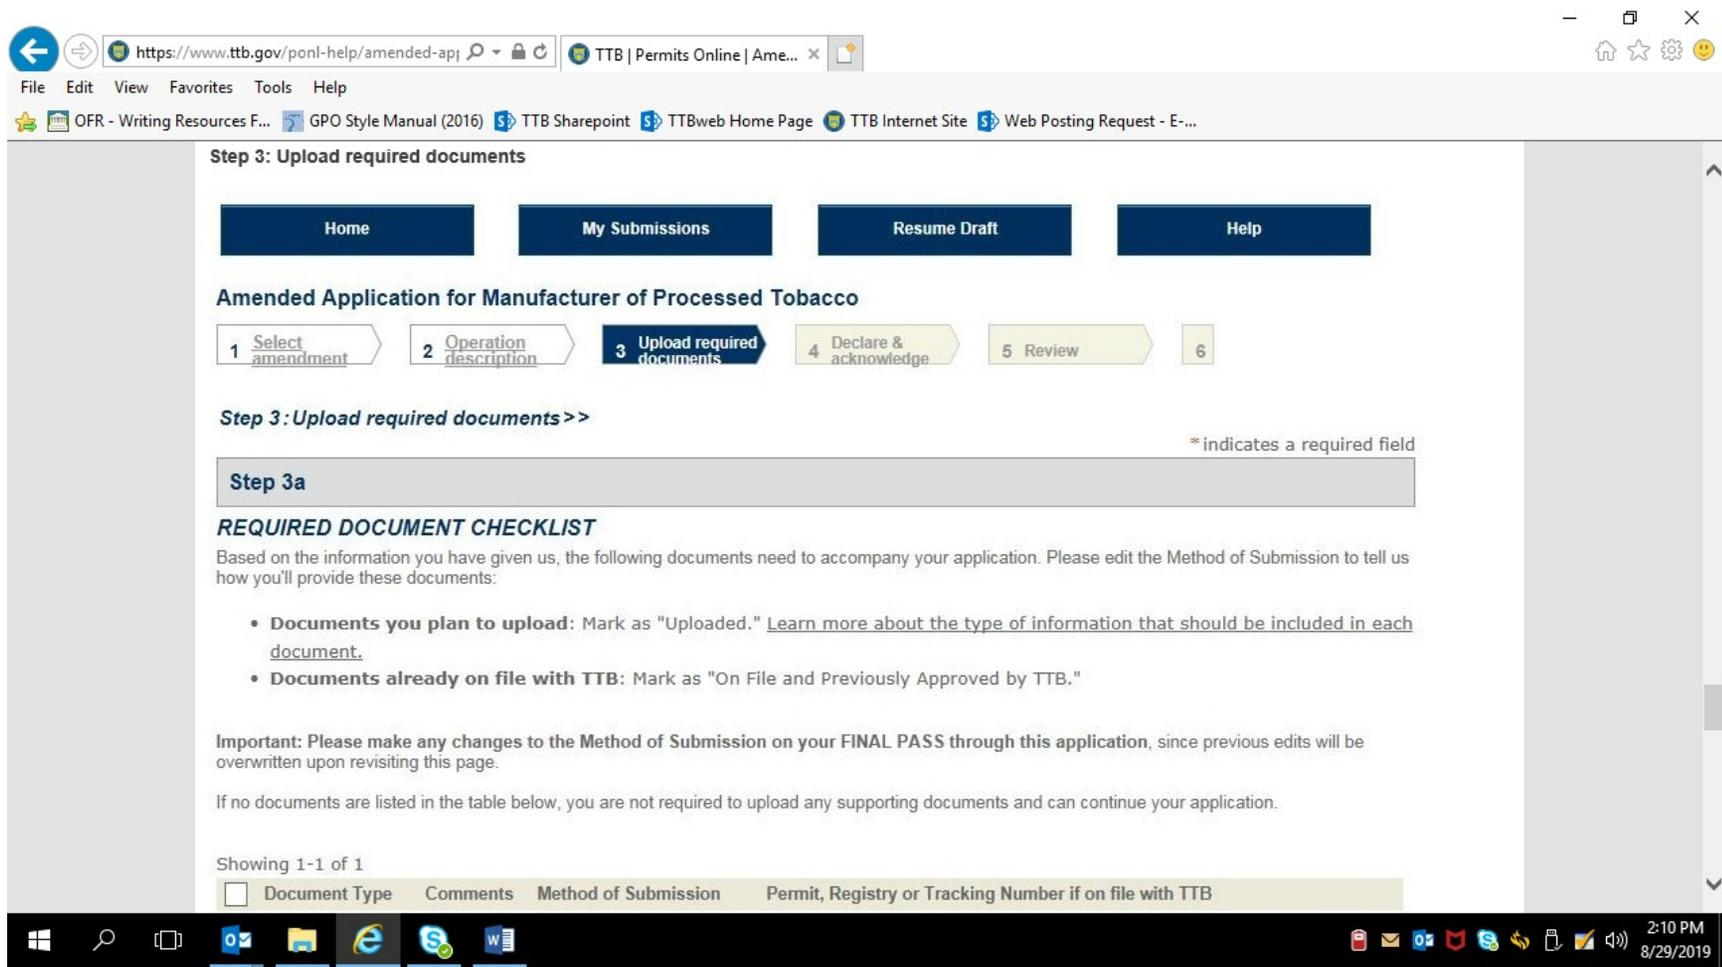 https://www.ttb.gov/ponl-help/amended-app
TTB | Permits Online | Ame...
File Edit View Favorites Tools Help
OFR - Writing Resources F... GPO Style Manual (2016) TTB Sharepoint TTBweb Home Page TTB Internet Site Web Posting Request - E-...
Step 3: Upload required documents
Home My Submissions Resume Draft Help
Amended Application for Manufacturer of Processed Tobacco
1 Select amendment 2 Operation description 3 Upload required documents 4 Declare & acknowledge 5 Review 6
Step 3:Upload required documents>>
*indicates a required field
Step 3a
REQUIRED DOCUMENT CHECKLIST
Based on the information you have given us, the following documents need to accompany your application. Please edit the Method of Submission to tell us
how you'll provide these documents:
• Documents you plan to upload: Mark as "Uploaded." Learn more about the type of information that should be included in each
document.
• Documents already on file with TTB: Mark as "On File and Previously Approved by TTB."
Important: Please make any changes to the Method of Submission on your FINAL PASS through this application, since previous edits will be
overwritten upon revisiting this page.
If no documents are listed in the table below, you are not required to upload any supporting documents and can continue your application.
Showing 1-1 of 1
Document Type Comments Method of Submission Permit, Registry or Tracking Number if on file with TTB
2:10 PM
8/29/2019